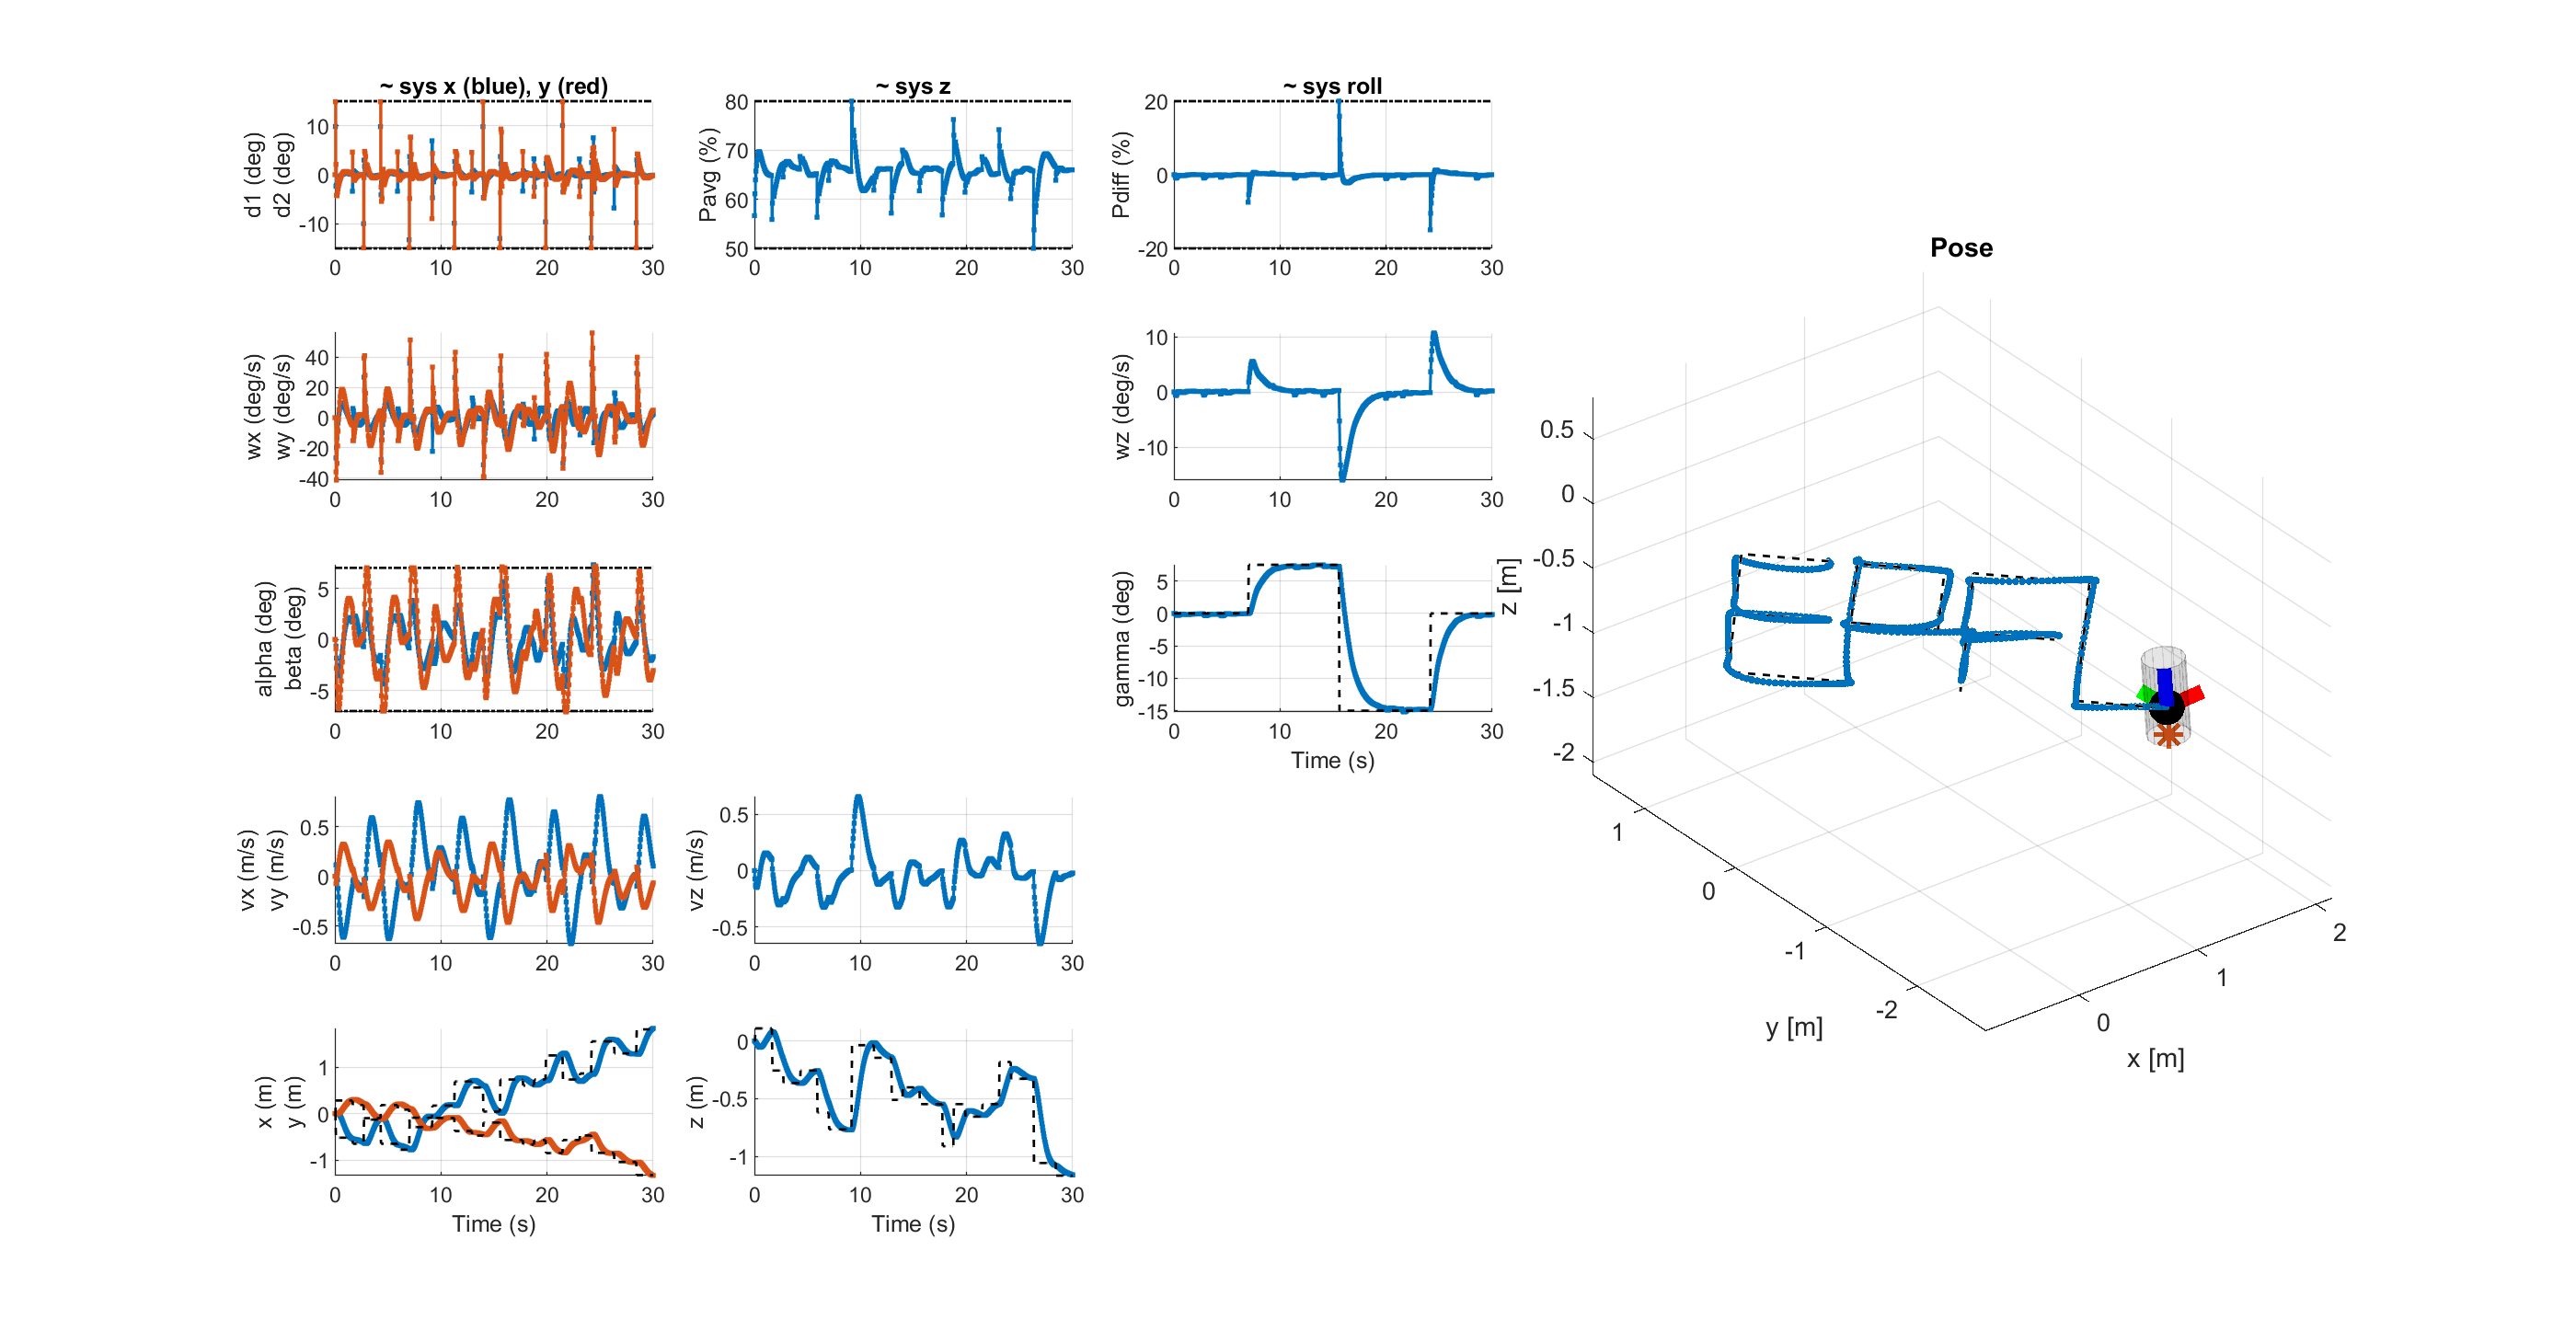 ~ sys x (blue), y (red)
d1 (deg)
d2 (deg)
10
0
-10
0 10 20 30
~ sys z
Pavg (%)
80
70
60
50
0 10 20 30
~ sys roll
Pdiff (%)
20
0
-20
0 10 20 30
wx (deg/s)
wy (deg/s)
40
20
0
-20
-40
0 10 20 30
wz (deg/s)
10
0
-10
0 10 20 30
alpha (deg)
beta (deg)
5
0
-5
0 10 20 30
gamma (deg)
5
0
-5
-10
-15
0 10 20 30
Time (s)
vx (m/s)
vy (m/s)
0.5
0
-0.5
0 10 20 30
vz (m/s)
0.5
0
-0.5
0 10 20 30
x (m)
y (m)
1
0
-1
0 10 20 30
Time (s)
z (m)
0
-0.5
-1
0 10 20 30
Time (s)
Pose
z [m]
0.5
0
-0.5
-1
-1.5
-2
1
0
-1
-2
y [m]
0
1
2
x [m]